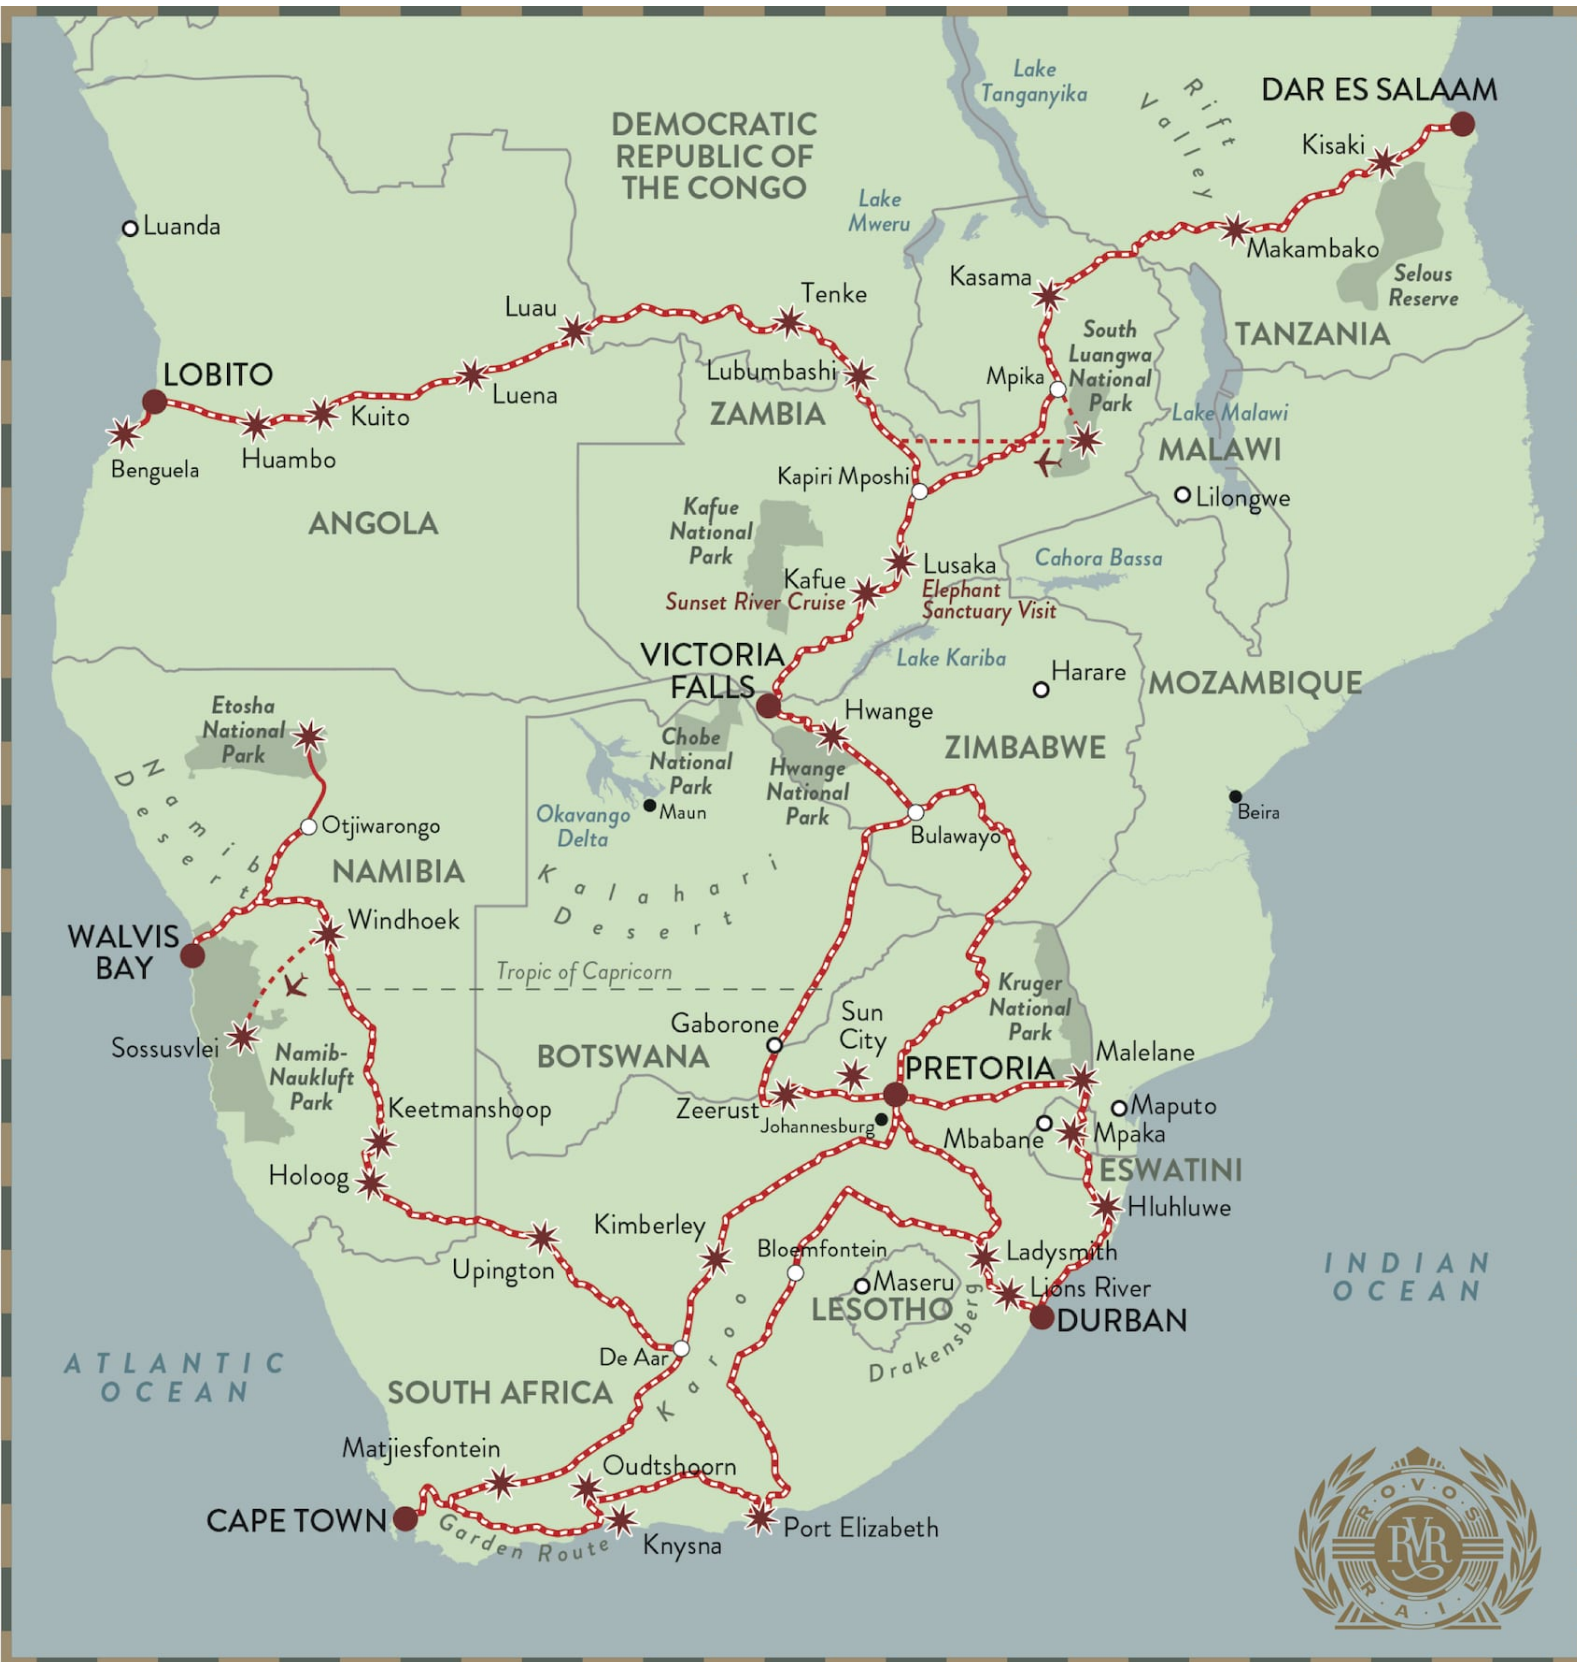 Lake
Tanganyika
Rift
Valley
DAR ES SALAAM
Kisaki
DEMOCRATIC
REPUBLIC OF
THE CONGO
Lake
Mweru
Luanda
Makambako
Selous
Reserve
Kasama
Tenke
Luau
South
Luangwa
National
Park
TANZANIA
LOBITO
Lubumbashi
Mpika
Luena
ZAMBIA
Lake Malawi
Kuito
MALAWI
Benguela
Huambo
Kapiri Mposhi
Lilongwe
ANGOLA
Kafue
National
Park
Cahora Bassa
Lusaka
Elephant
Sanctuary Visit
Kafue
Sunset River Cruise
VICTORIA
FALLS
Lake Kariba
Harare
MOZAMBIQUE
Etosha
National
Park
Hwange
Chobe
National
Park
ZIMBABWE
Hwange
National
Park
Namib
Desert
Okavango
Delta
Maun
Beira
Otjiwarongo
Bulawayo
NAMIBIA
Kalahari
Desert
Windhoek
WALVIS
BAY
Tropic of Capricorn
Kruger
National
Park
Sun
City
Gaborone
Sossusvlei
Namib-
Naukluft
Park
BOTSWANA
PRETORIA
Malelane
Keetmanshoop
Zeerust
Johannesburg
Maputo
Mbabane
Mpaka
Holoog
ESWATINI
Hluhluwe
Kimberley
Upington
Bloemfontein
Ladysmith
Maseru
Lions River
LESOTHO
DURBAN
INDIAN
OCEAN
Drakensberg
De Aar
Karoo
ATLANTIC
OCEAN
SOUTH AFRICA
Matjiesfontein
Oudtshoorn
CAPE TOWN
Garden Route
Knysna
Port Elizabeth
ROVOS
RVR
RAIL